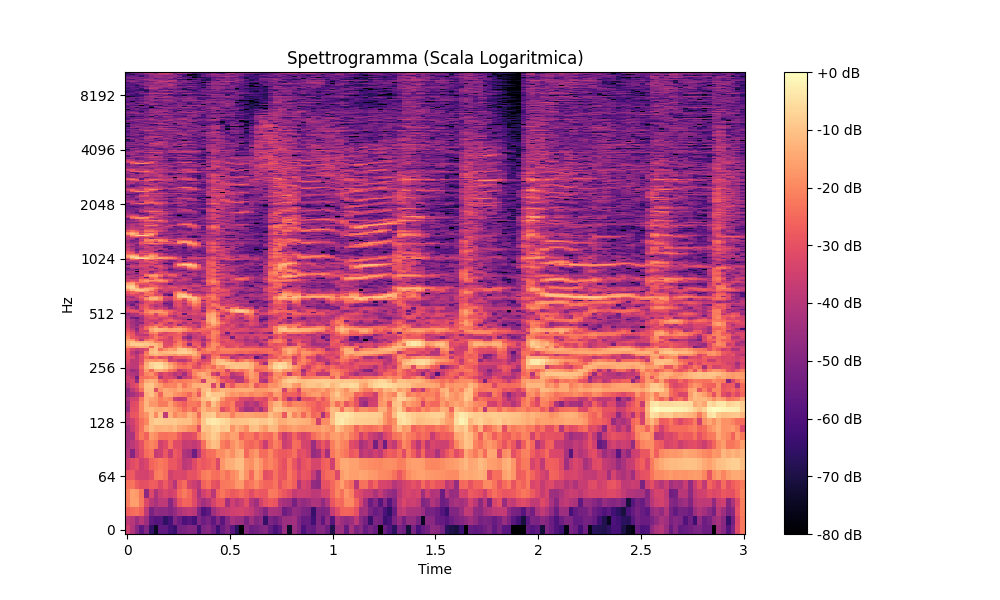 Spettrogramma (Scala Logaritmica)
+0 dB
8192
-10 dB
4096
-20 dB
2048
-30 dB
1024
-40 dB
Hz
512
-50 dB
256
-60 dB
128
-70 dB
64
0
-80 dB
0 0.5 1 1.5 2 2.5 3
Time